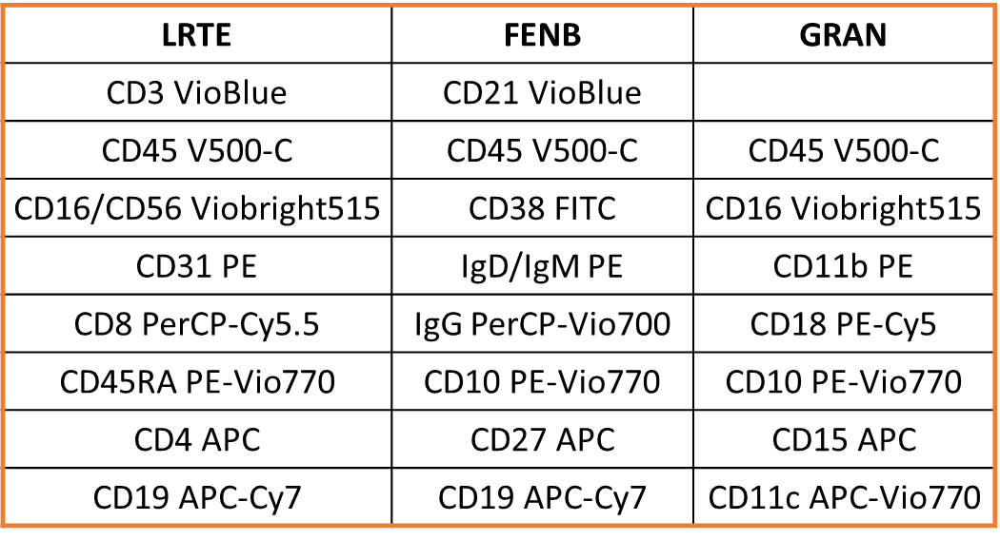 LRTE FENB GRAN
CD3 VioBlue CD21 VioBlue
CD45 V500-C CD45 V500-C CD45 V500-C
CD16/CD56 Viobright515 CD38 FITC CD16 Viobright515
CD31 PE IgD/IgM PE CD11b PE
CD8 PerCP-Cy5.5 IgG PerCP-Vio700 CD18 PE-Cy5
CD45RA PE-Vio770 CD10 PE-Vio770 CD10 PE-Vio770
CD4 APC CD27 APC CD15 APC
CD19 APC-Cy7 CD19 APC-Cy7 CD11c APC-Vio770